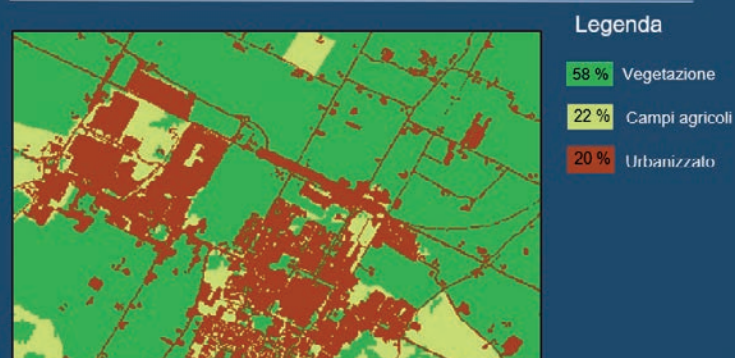 Legenda
58 % Vegetazione
22 % Campi agricoli
20 % Urbanizzato